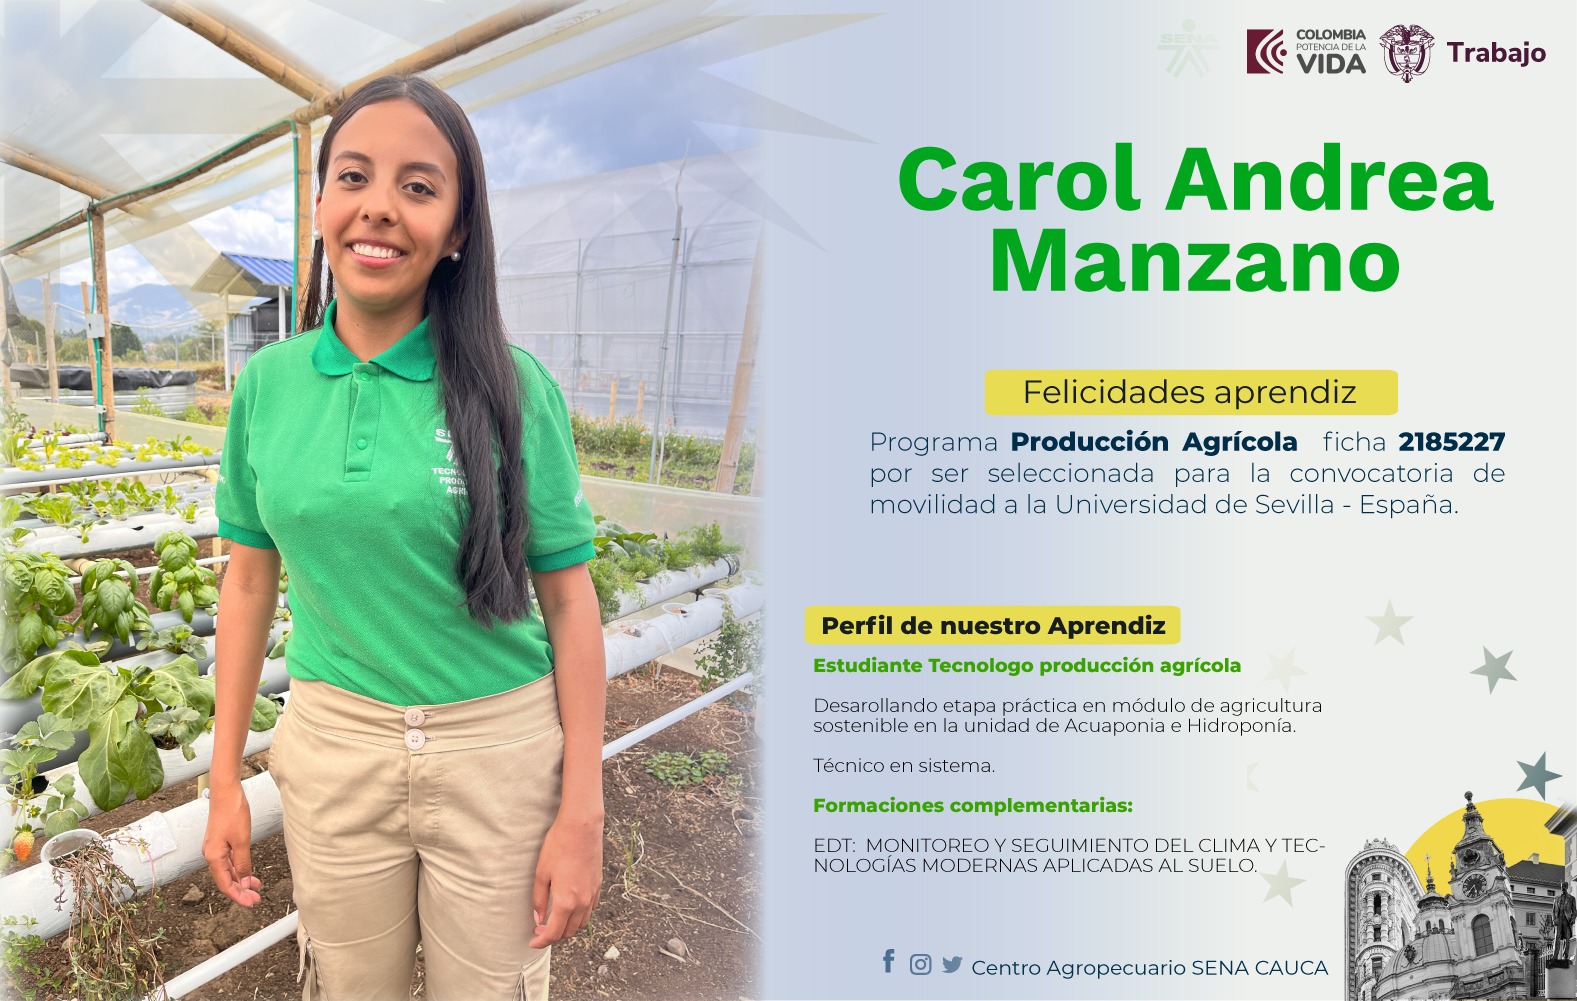 SENA
COLOMBIA
POTENCIA DE LA
VIDA
Trabajo
Carol Andrea
Manzano
Felicidades aprendiz
Programa Producción Agrícola ficha 2185227
por ser seleccionada para la convocatoria de
movilidad a la Universidad de Sevilla - España.
Perfil de nuestro Aprendiz
Estudiante Tecnologo producción agrícola
Desarollando etapa práctica en módulo de agricultura
sostenible en la unidad de Acuaponia e Hidroponía.
Técnico en sistema.
Formaciones complementarias:
EDT: MONITOREO Y SEGUIMIENTO DEL CLIMA Y TEC-
NOLOGÍAS MODERNAS APLICADAS AL SUELO.
Centro Agropecuario SENA CAUCA